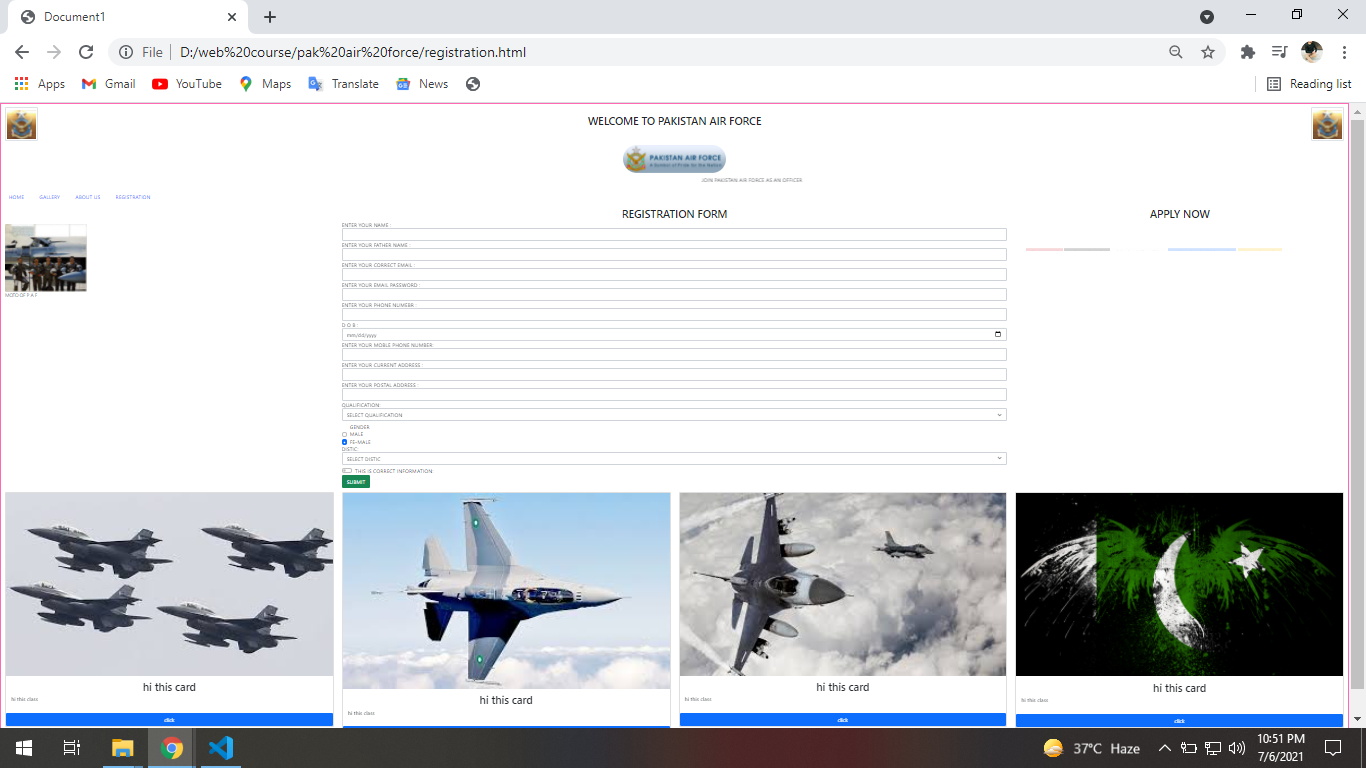 Document1
File D:/web%20course/pak%20air%20force/registration.html
Apps Gmail YouTube Maps Translate News Reading list
WELCOME TO PAKISTAN AIR FORCE
PAKISTAN AIR FORCE
JOIN PAKISTAN AIR FORCE AS AN OFFICER
HOME GALLERY ABOUT US REGISTRATION
REGISTRATION FORM
APPLY NOW
MOTO OF P A F
ENTER YOUR NAME :
ENTER YOUR FATHER NAME :
ENTER YOUR CORRECT EMAIL :
ENTER YOUR EMAIL PASSWORD :
ENTER YOUR PHONE NUMEBR :
D O B :
mm/dd/yyyy
ENTER YOUR MOBLE PHONE NUMBER:
ENTER YOUR CURRENT ADDRESS :
ENTER YOUR POSTAL ADDRESS :
QUALIFICATION:
SELECT QUALIFICATION
GENDER
MALE
FE-MALE
DISTIC:
SELECT DISTIC
THIS IS CORRECT INFORMATION.
SUBMIT
hi this card
hi this class
click
hi this card
hi this class
hi this card
hi this class
click
hi this card
hi this class
click
37°C Haze
10:51 PM
7/6/2021